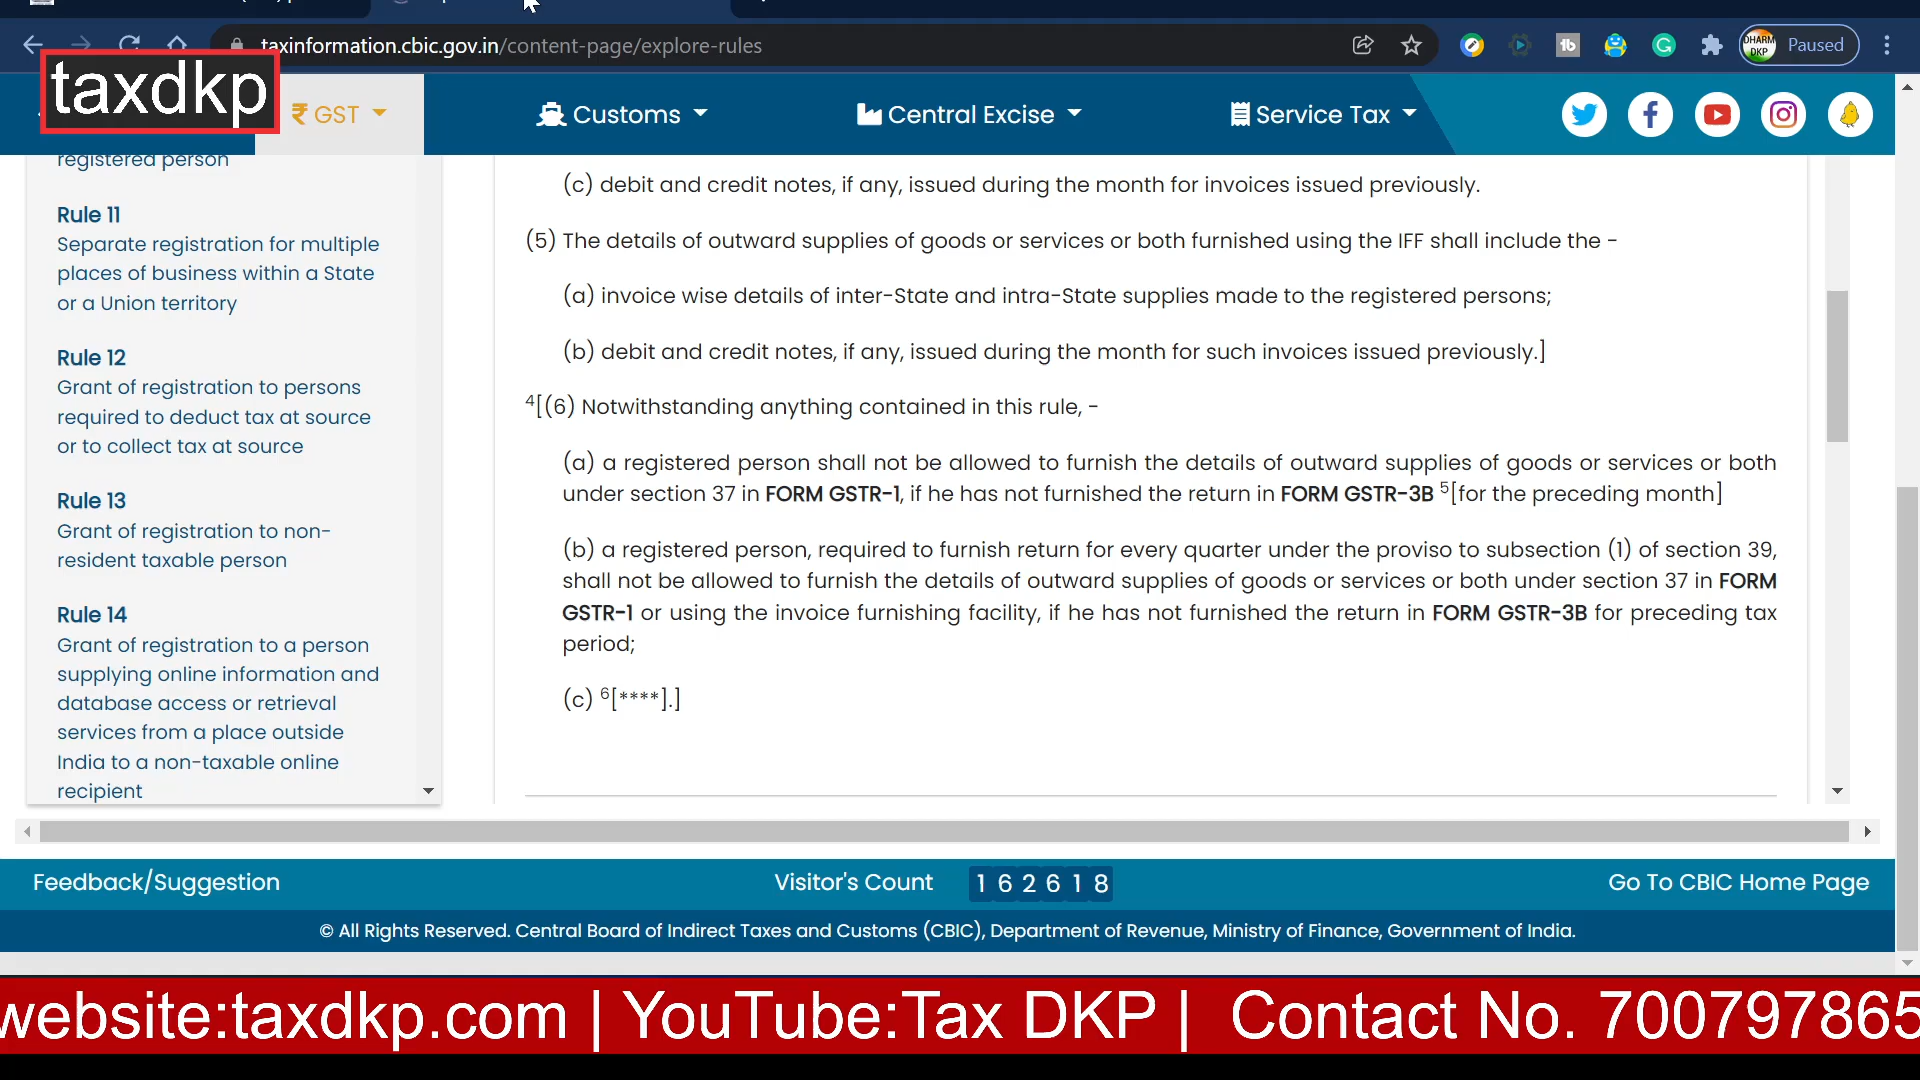 taxinformation.cbic.gov.in/content-page/explore-rules
DHARM
DKP
Paused
tb
taxdkp
₹ GST
Customs
Central Excise
Service Tax
registered person
Rule 11
Separate registration for multiple
places of business within a State
or a Union territory
Rule 12
Grant of registration to persons
required to deduct tax at source
or to collect tax at source
Rule 13
Grant of registration to non-
resident taxable person
Rule 14
Grant of registration to a person
supplying online information and
database access or retrieval
services from a place outside
India to a non-taxable online
recipient
(c) debit and credit notes, if any, issued during the month for invoices issued previously.
(5) The details of outward supplies of goods or services or both furnished using the IFF shall include the -
(a) invoice wise details of inter-State and intra-State supplies made to the registered persons;
(b) debit and credit notes, if any, issued during the month for such invoices issued previously.]
4[(6) Notwithstanding anything contained in this rule, -
(a) a registered person shall not be allowed to furnish the details of outward supplies of goods or services or both
under section 37 in FORM GSTR-1, if he has not furnished the return in FORM GSTR-3B 5[for the preceding month]
(b) a registered person, required to furnish return for every quarter under the proviso to subsection (1) of section 39,
shall not be allowed to furnish the details of outward supplies of goods or services or both under section 37 in FORM
GSTR-1 or using the invoice furnishing facility, if he has not furnished the return in FORM GSTR-3B for preceding tax
period;
(c) 6[****].]
Feedback/Suggestion
Visitor's Count 162618
Go To CBIC Home Page
© All Rights Reserved. Central Board of Indirect Taxes and Customs (CBIC), Department of Revenue, Ministry of Finance, Government of India.
website:taxdkp.com | YouTube:Tax DKP | Contact No. 700797865